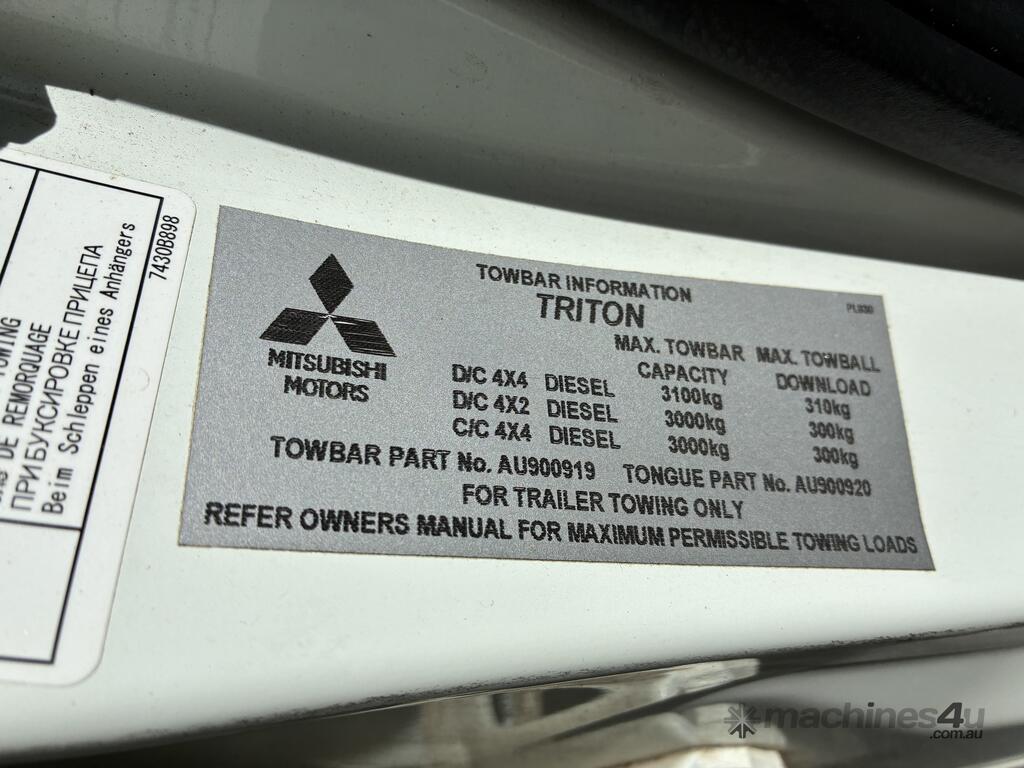 TOWING
DE REMORQUAGE
ПРИ БУКСИРОВКЕ ПРИЦЕПА
Beim Schleppen eines Anhängers
7430B898
MITSUBISHI
MOTORS
TOWBAR INFORMATION
TRITON
PL930
MAX. TOWBAR MAX. TOWBALL
CAPACITY DOWNLOAD
D/C 4X4 DIESEL 3100kg 310kg
D/C 4X2 DIESEL 3000kg 300kg
C/C 4X4 DIESEL 3000kg 300kg
TOWBAR PART No. AU900919 TONGUE PART No. AU900920
FOR TRAILER TOWING ONLY
REFER OWNERS MANUAL FOR MAXIMUM PERMISSIBLE TOWING LOADS
machines4u
.com.au